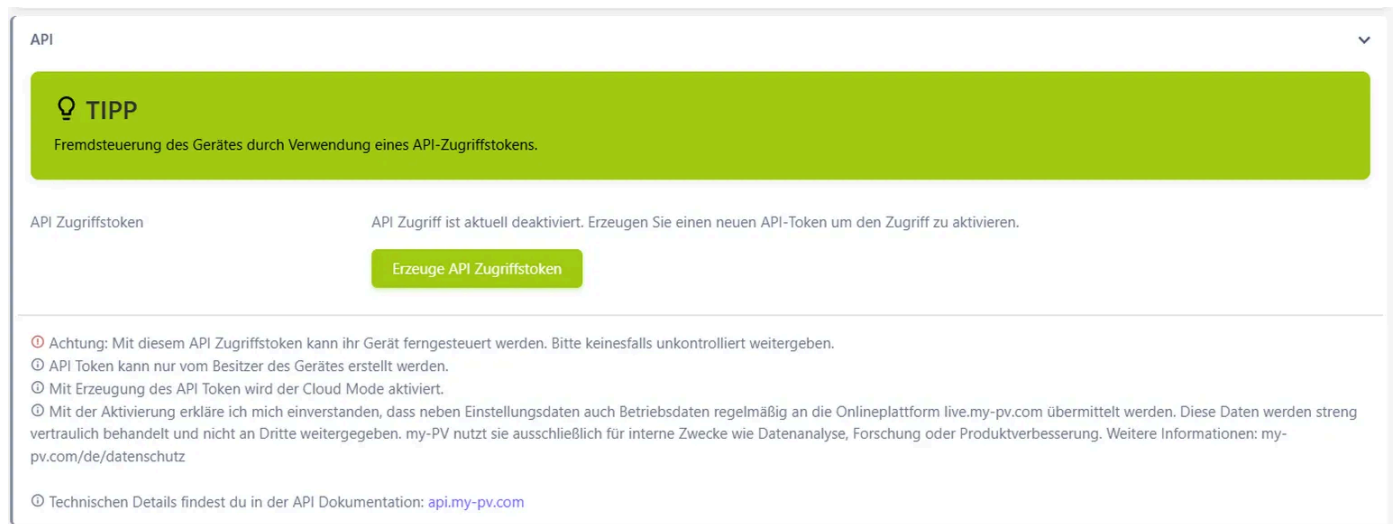 API
TIPP
Fremdsteuerung des Gerätes durch Verwendung eines API-Zugriffstokens.
API Zugriffstoken
API Zugriff ist aktuell deaktiviert. Erzeugen Sie einen neuen API-Token um den Zugriff zu aktivieren.
Erzeuge API Zugriffstoken
Achtung: Mit diesem API Zugriffstoken kann ihr Gerät ferngesteuert werden. Bitte keinesfalls unkontrolliert weitergeben.
API Token kann nur vom Besitzer des Gerätes erstellt werden.
Mit Erzeugung des API Token wird der Cloud Mode aktiviert.
Mit der Aktivierung erkläre ich mich einverstanden, dass neben Einstellungsdaten auch Betriebsdaten regelmäßig an die Onlineplattform live.my-pv.com übermittelt werden. Diese Daten werden streng
vertraulich behandelt und nicht an Dritte weitergegeben. my-PV nutzt sie ausschließlich für interne Zwecke wie Datenanalyse, Forschung oder Produktverbesserung. Weitere Informationen: my-
pv.com/de/datenschutz
Technischen Details findest du in der API Dokumentation: api.my-pv.com